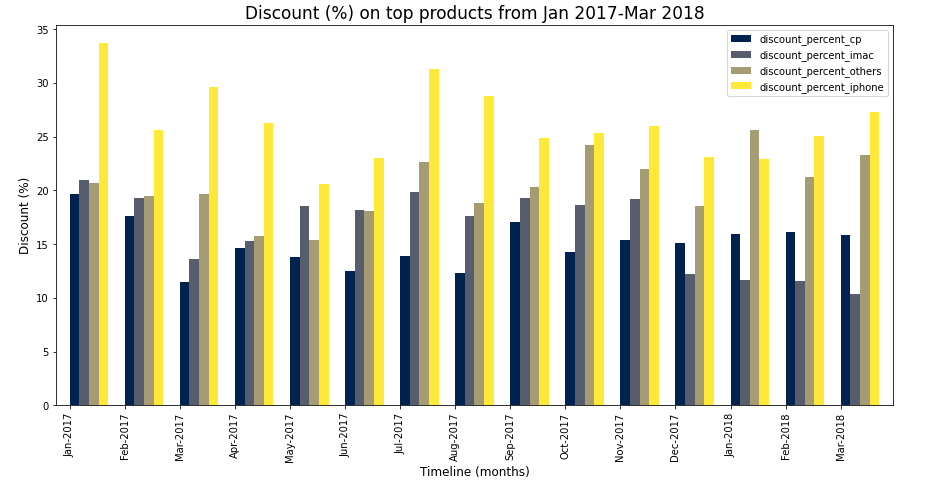 Discount (%) on top products from Jan 2017-Mar 2018
discount_percent_cp
discount_percent_imac
discount_percent_others
discount_percent_iphone
Discount (%)
35
30
25
20
15
10
5
0
Jan-2017
Feb-2017
Mar-2017
Apr-2017
May-2017
Jun-2017
Jul-2017
Aug-2017
Sep-2017
Oct-2017
Nov-2017
Dec-2017
Jan-2018
Feb-2018
Mar-2018
Timeline (months)